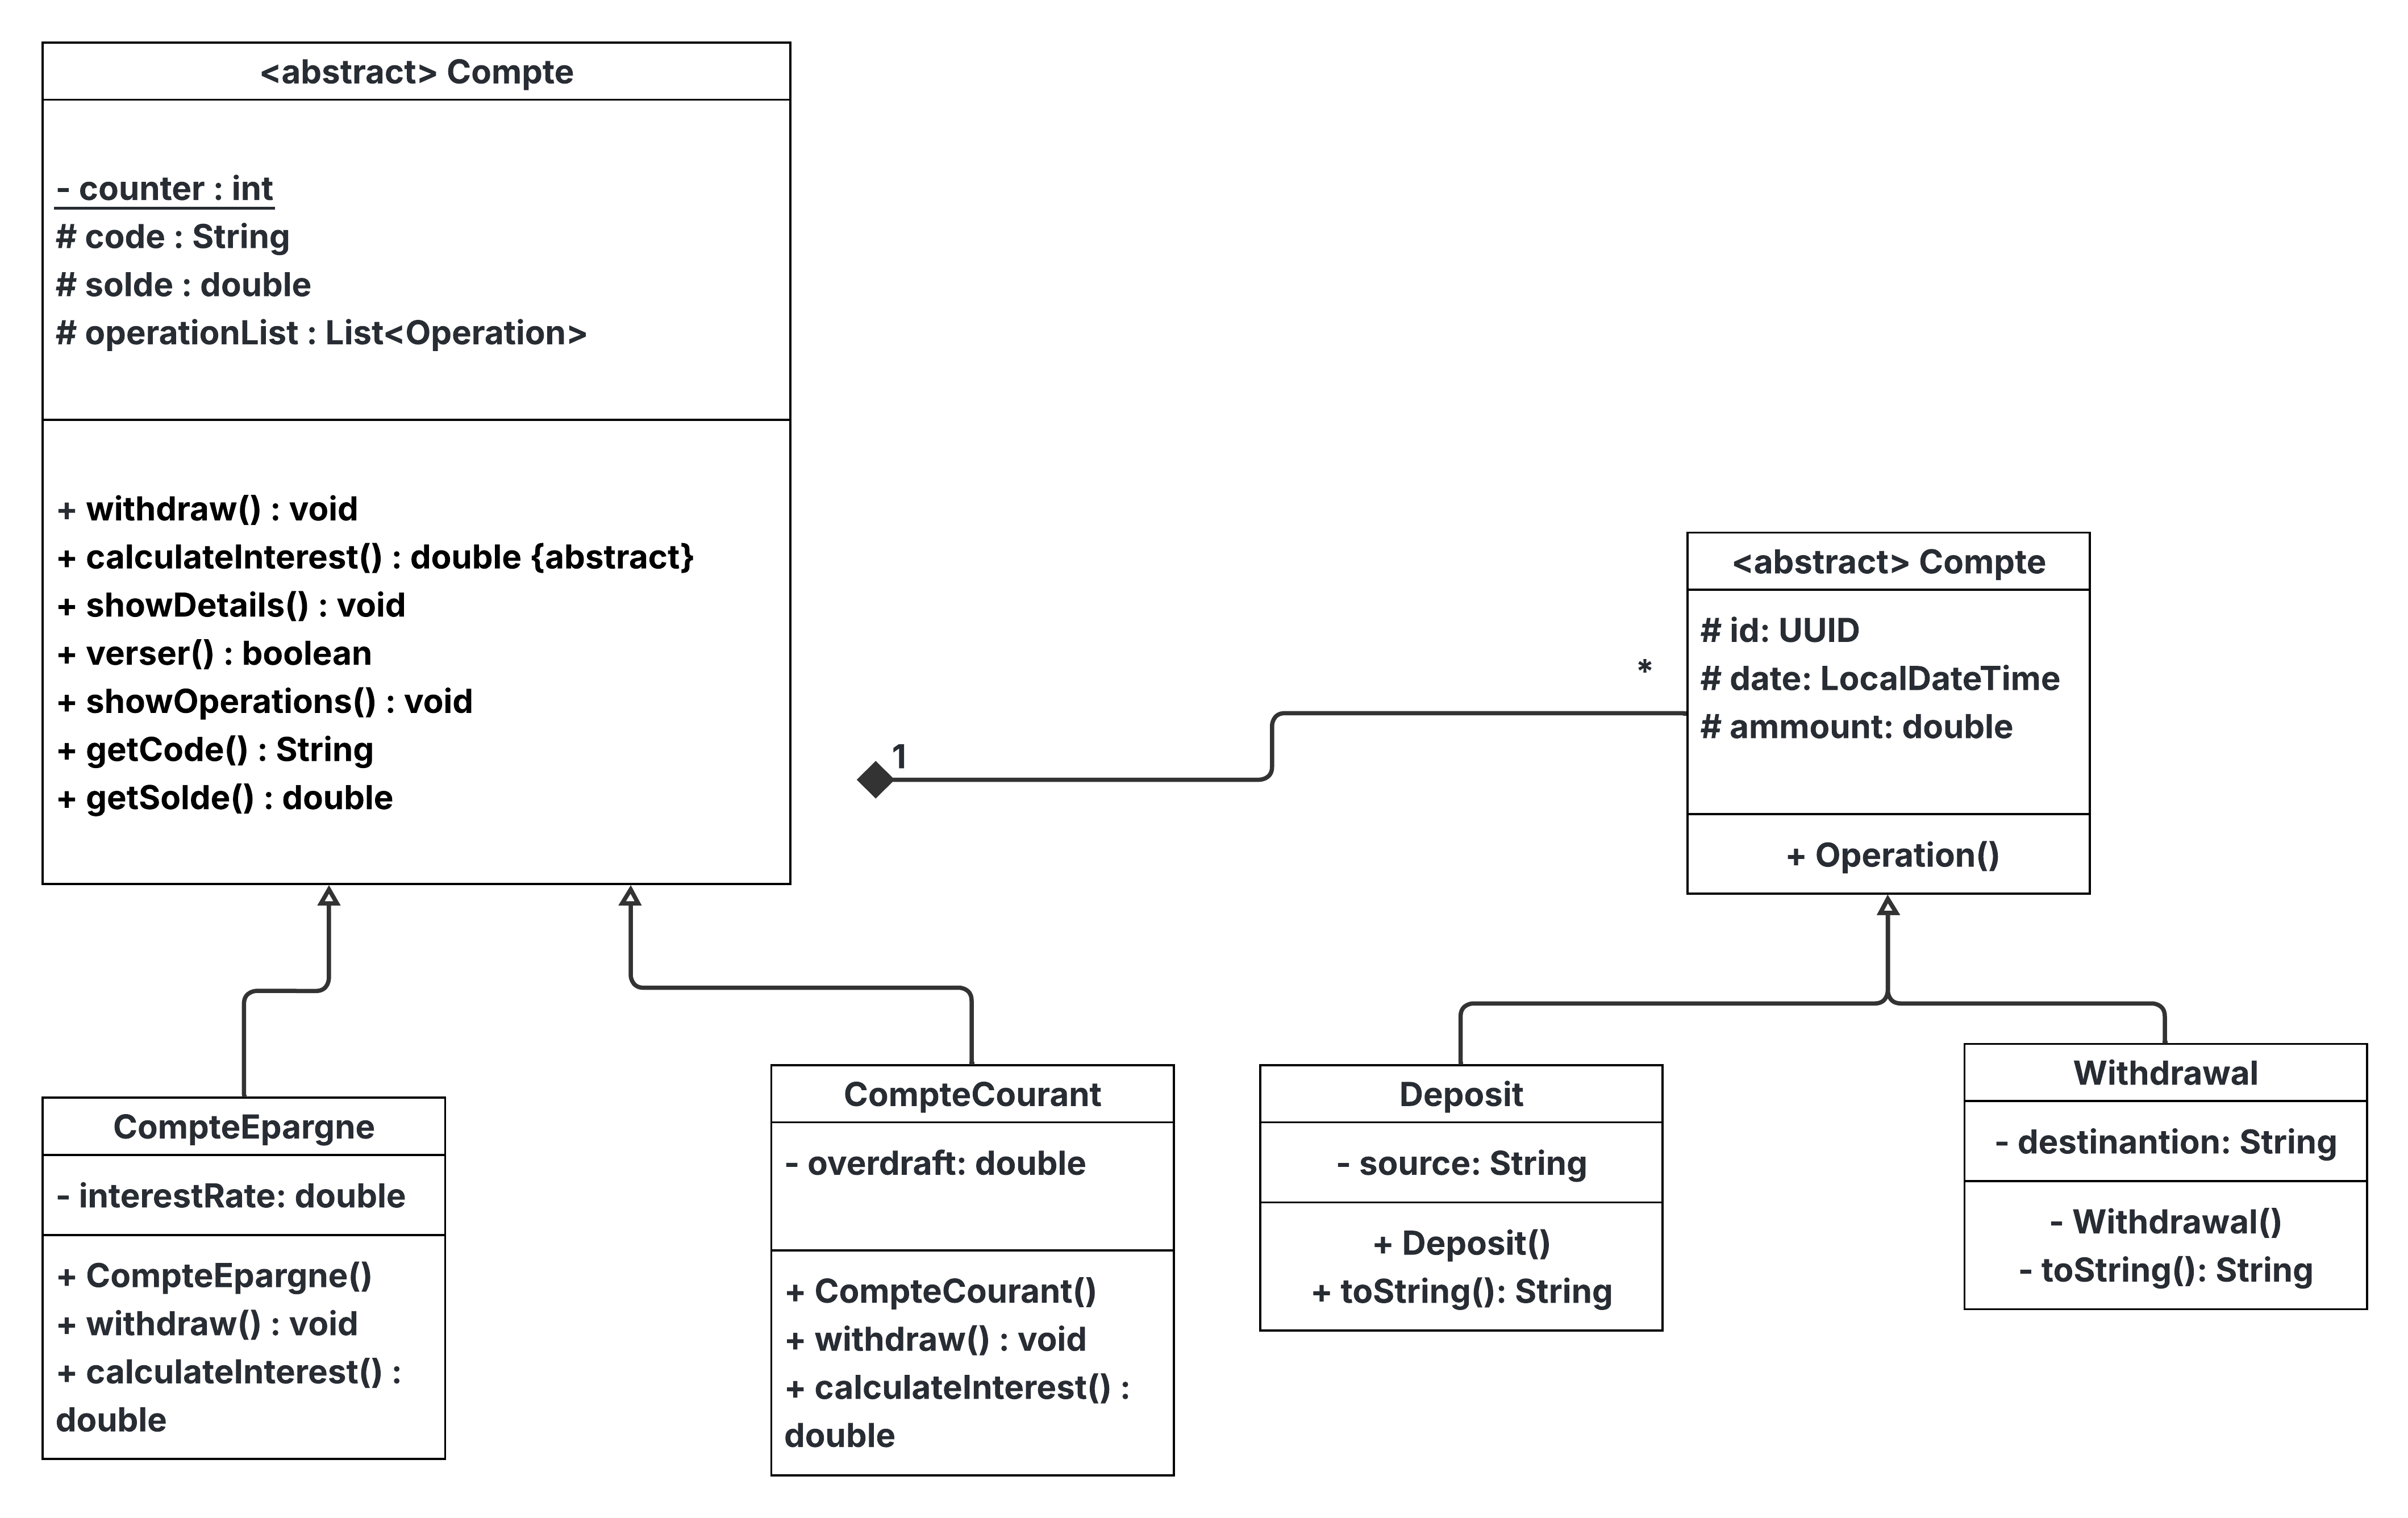 <abstract> Compte
- counter : int
# code : String
# solde : double
# operationList : List<Operation>
+ withdraw() : void
+ calculateInterest() : double {abstract}
+ showDetails() : void
+ verser() : boolean
+ showOperations() : void
+ getCode() : String
+ getSolde() : double
1
*
<abstract> Compte
# id: UUID
# date: LocalDateTime
# ammount: double
+ Operation()
CompteEpargne
- interestRate: double
+ CompteEpargne()
+ withdraw() : void
+ calculateInterest() :
double
CompteCourant
- overdraft: double
+ CompteCourant()
+ withdraw() : void
+ calculateInterest() :
double
Deposit
- source: String
+ Deposit()
+ toString(): String
Withdrawal
- destinantion: String
- Withdrawal()
- toString(): String